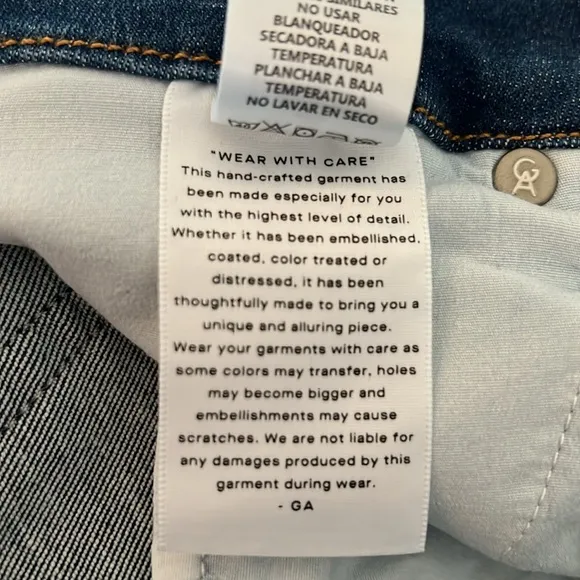 SIMILARES
NO USAR
BLANQUEADOR
SECADORA A BAJA
TEMPERATURA
PLANCHAR A BAJA
TEMPERATURA
NO LAVAR EN SECO
"WEAR WITH CARE"
This hand-crafted garment has
been made especially for you
with the highest level of detail.
Whether it has been embellished,
coated, color treated or
distressed, it has been
thoughtfully made to bring you a
unique and alluring piece.
Wear your garments with care as
some colors may transfer, holes
may become bigger and
embellishments may cause
scratches. We are not liable for
any damages produced by this
garment during wear.
- GA
GA